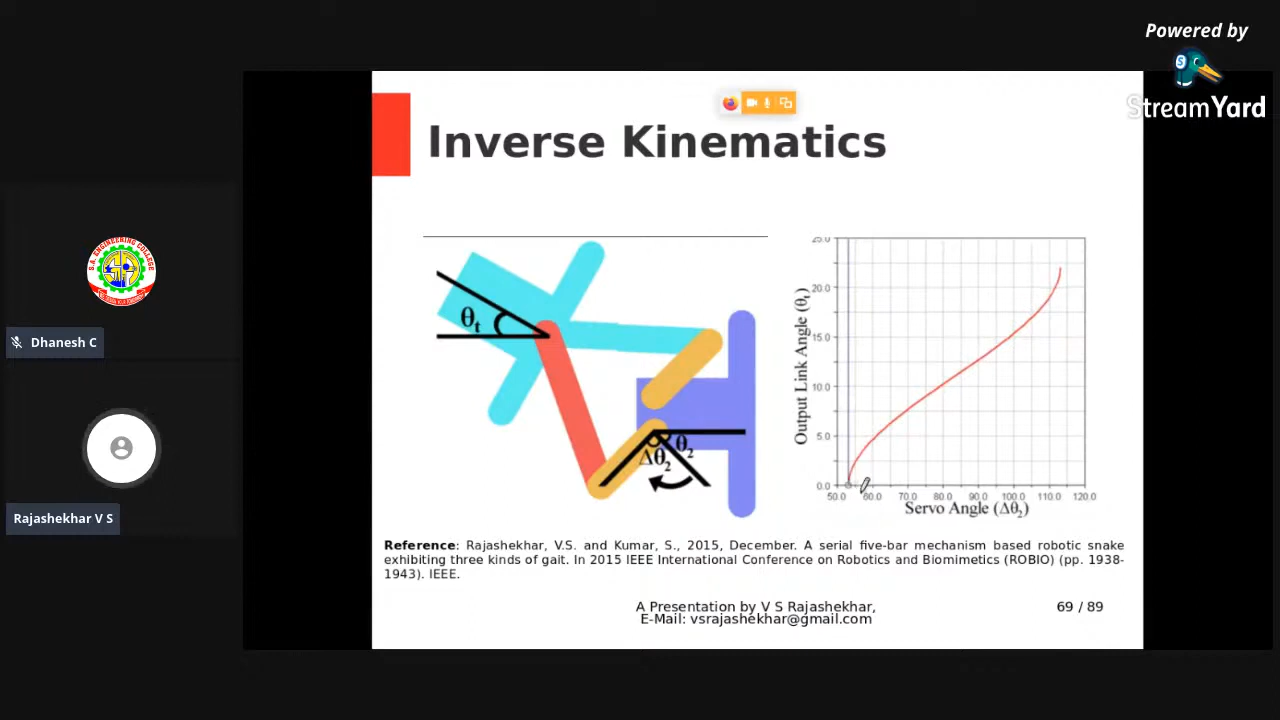 Powered by
StreamYard
Inverse Kinematics
θt
Δθ2
θ2
25.0
20.0
15.0
10.0
5.0
0.0
50.0 60.0 70.0 80.0 90.0 100.0 110.0 120.0
Output Link Angle (θt)
Servo Angle (Δθ2)
S.A. ENGINEERING COLLEGE
Dhanesh C
Rajashekhar V S
Reference: Rajashekhar, V.S. and Kumar, S., 2015, December. A serial five-bar mechanism based robotic snake
exhibiting three kinds of gait. In 2015 IEEE International Conference on Robotics and Biomimetics (ROBIO) (pp. 1938-
1943). IEEE.
A Presentation by V S Rajashekhar,
E-Mail: vsrajashekhar@gmail.com
69 / 89